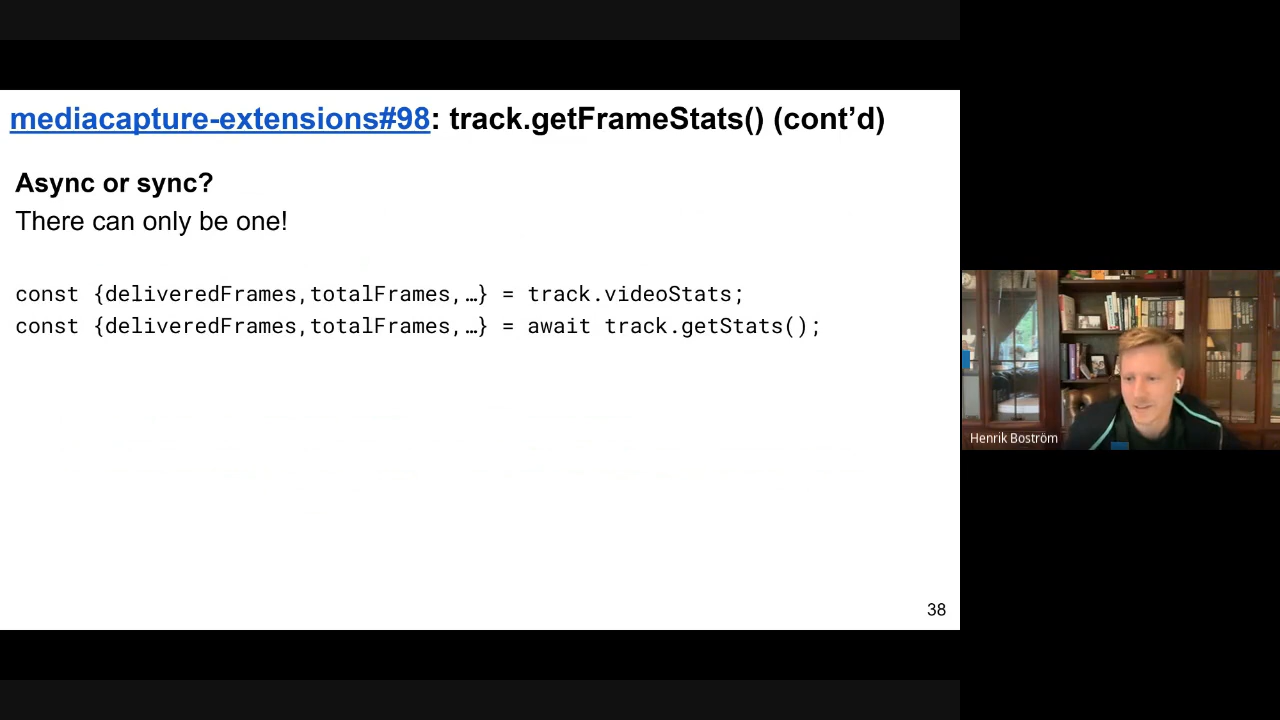 mediacapture-extensions#98: track.getFrameStats() (cont’d)
Async or sync?
There can only be one!
const {deliveredFrames,totalFrames,…} = track.videoStats;
const {deliveredFrames,totalFrames,…} = await track.getStats();
38
Henrik Boström